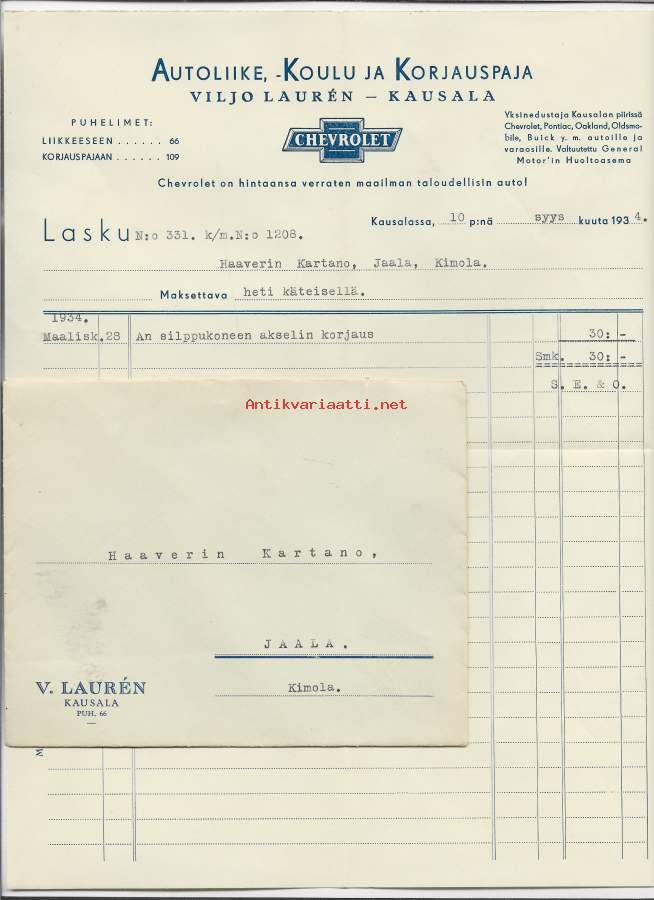 AUTOLIIKE, -KOULU JA KORJAUSPAJA
VILJO LAURÉN – KAUSALA
PUHELIMET:
LIIKKEESEEN ...... 66
KORJAUSPAJAAN ...... 109
CHEVROLET
Yksinedustaja Kausalan piirissä
Chevrolet, Pontiac, Oakland, Oldsmo-
bile, Buick y. m. autoille ja
varaosille. Valtuutettu General
Motor'in Huoltoasema
Chevrolet on hintaansa verraten maailman taloudellisin auto!
Kausalassa, 10 p:nä syys kuuta 1934.
Lasku N:o 331. k/m.N:o 1208.
Haaverin Kartano, Jaala, Kimola.
Maksettava heti käteisellä.
1934.
Maalisk.28 An silppukoneen akselin korjaus 30:-
Smk. 30:-
S. E. & O.
Antikvariaatti.net
Haaverin Kartano,
JAALA.
Kimola.
V. LAURÉN
KAUSALA
PUH. 66